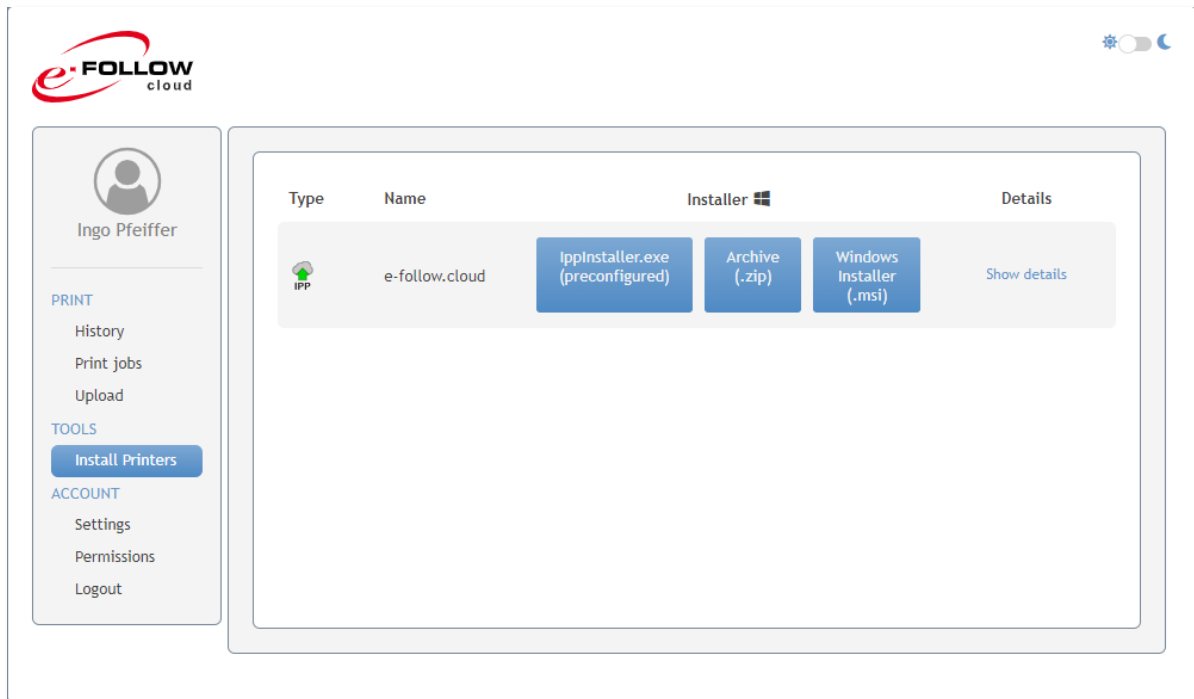 e-FOLLOW
cloud
Ingo Pfeiffer
PRINT
History
Print jobs
Upload
TOOLS
Install Printers
ACCOUNT
Settings
Permissions
Logout
Type Name Installer Details
IPP
e-follow.cloud
IppInstaller.exe
(preconfigured)
Archive
(.zip)
Windows
Installer
(.msi)
Show details